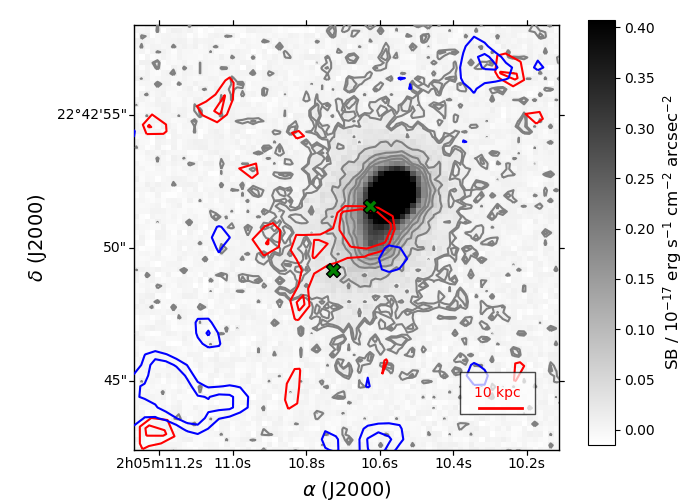 22°42'55"
50"
45"
δ (J2000)
2h05m11.2s 11.0s 10.8s 10.6s 10.4s 10.2s
α (J2000)
10 kpc
0.40
0.35
0.30
0.25
0.20
0.15
0.10
0.05
0.00
SB / 10⁻¹⁷ erg s⁻¹ cm⁻² arcsec⁻²